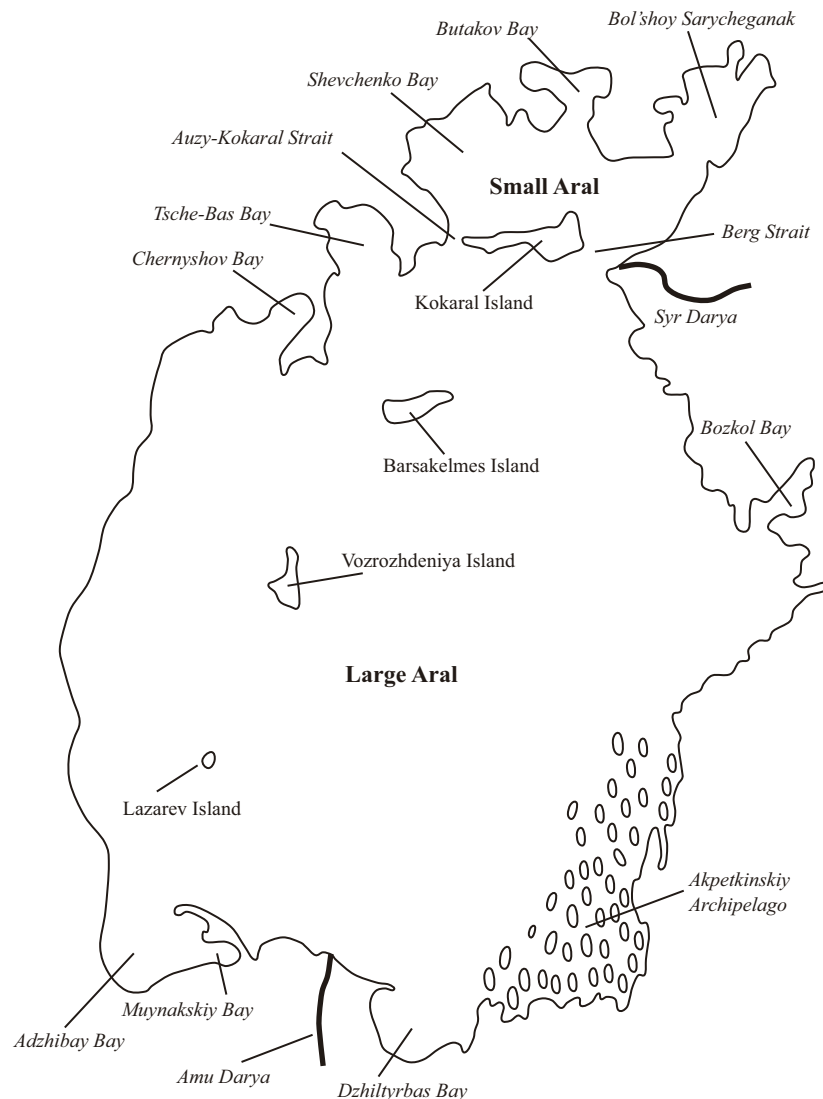 Bol’shoy Sarycheganak
Butakov Bay
Shevchenko Bay
Auzy-Kokaral Strait
Small Aral
Tsche-Bas Bay
Berg Strait
Chernyshov Bay
Kokaral Island
Syr Darya
Bozkol Bay
Barsakelmes Island
Vozrozhdeniya Island
Large Aral
Lazarev Island
Akpetkinskiy
Archipelago
Muynakskiy Bay
Adzhibay Bay
Amu Darya
Dzhiltyrbas Bay